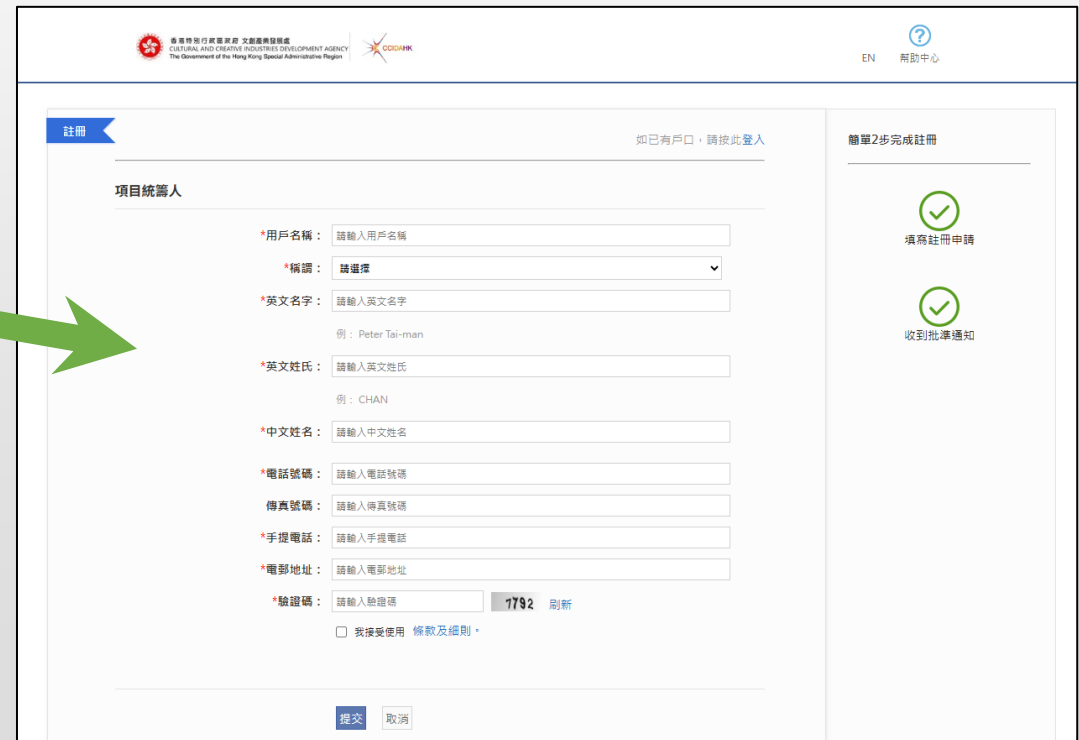 香港特別行政區政府 文創產業發展處
CULTURAL AND CREATIVE INDUSTRIES DEVELOPMENT AGENCY
The Government of the Hong Kong Special Administrative Region
CCIDAHK
EN 幫助中心
註冊
如已有戶口，請按此登入
項目統籌人
*用戶名稱： 請輸入用戶名稱
*稱謂： 請選擇
*英文名字： 請輸入英文名字
例： Peter Tai-man
*英文姓氏： 請輸入英文姓氏
例： CHAN
*中文姓名： 請輸入中文姓名
*電話號碼： 請輸入電話號碼
傳真號碼： 請輸入傳真號碼
*手提電話： 請輸入手提電話
*電郵地址： 請輸入電郵地址
*驗證碼： 請輸入驗證碼 7792 刷新
我接受使用 條款及細則。
提交 取消
簡單2步完成註冊
填寫註冊申請
收到批準通知